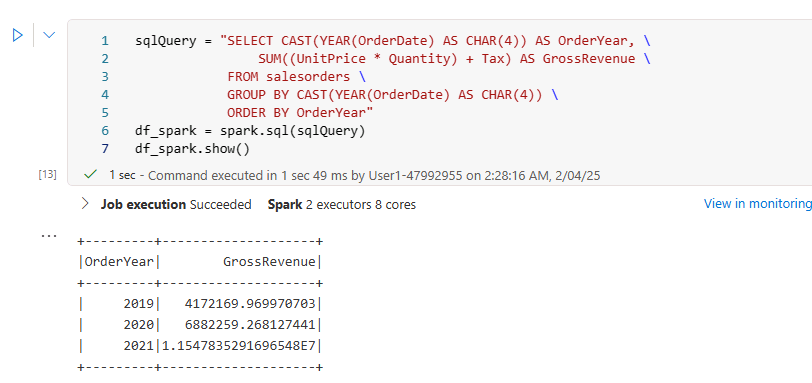 1 sqlQuery = "SELECT CAST(YEAR(OrderDate) AS CHAR(4)) AS OrderYear, \
2 SUM((UnitPrice * Quantity) + Tax) AS GrossRevenue \
3 FROM salesorders \
4 GROUP BY CAST(YEAR(OrderDate) AS CHAR(4)) \
5 ORDER BY OrderYear"
6 df_spark = spark.sql(sqlQuery)
7 df_spark.show()
[13] 1 sec - Command executed in 1 sec 49 ms by User1-47992955 on 2:28:16 AM, 2/04/25
Job execution Succeeded Spark 2 executors 8 cores View in monitoring
...
+---------+--------------------+
|OrderYear|        GrossRevenue|
+---------+--------------------+
|     2019|   4172169.969970703|
|     2020|   6882259.268127441|
|     2021|1.1547835291696548E7|
+---------+--------------------+